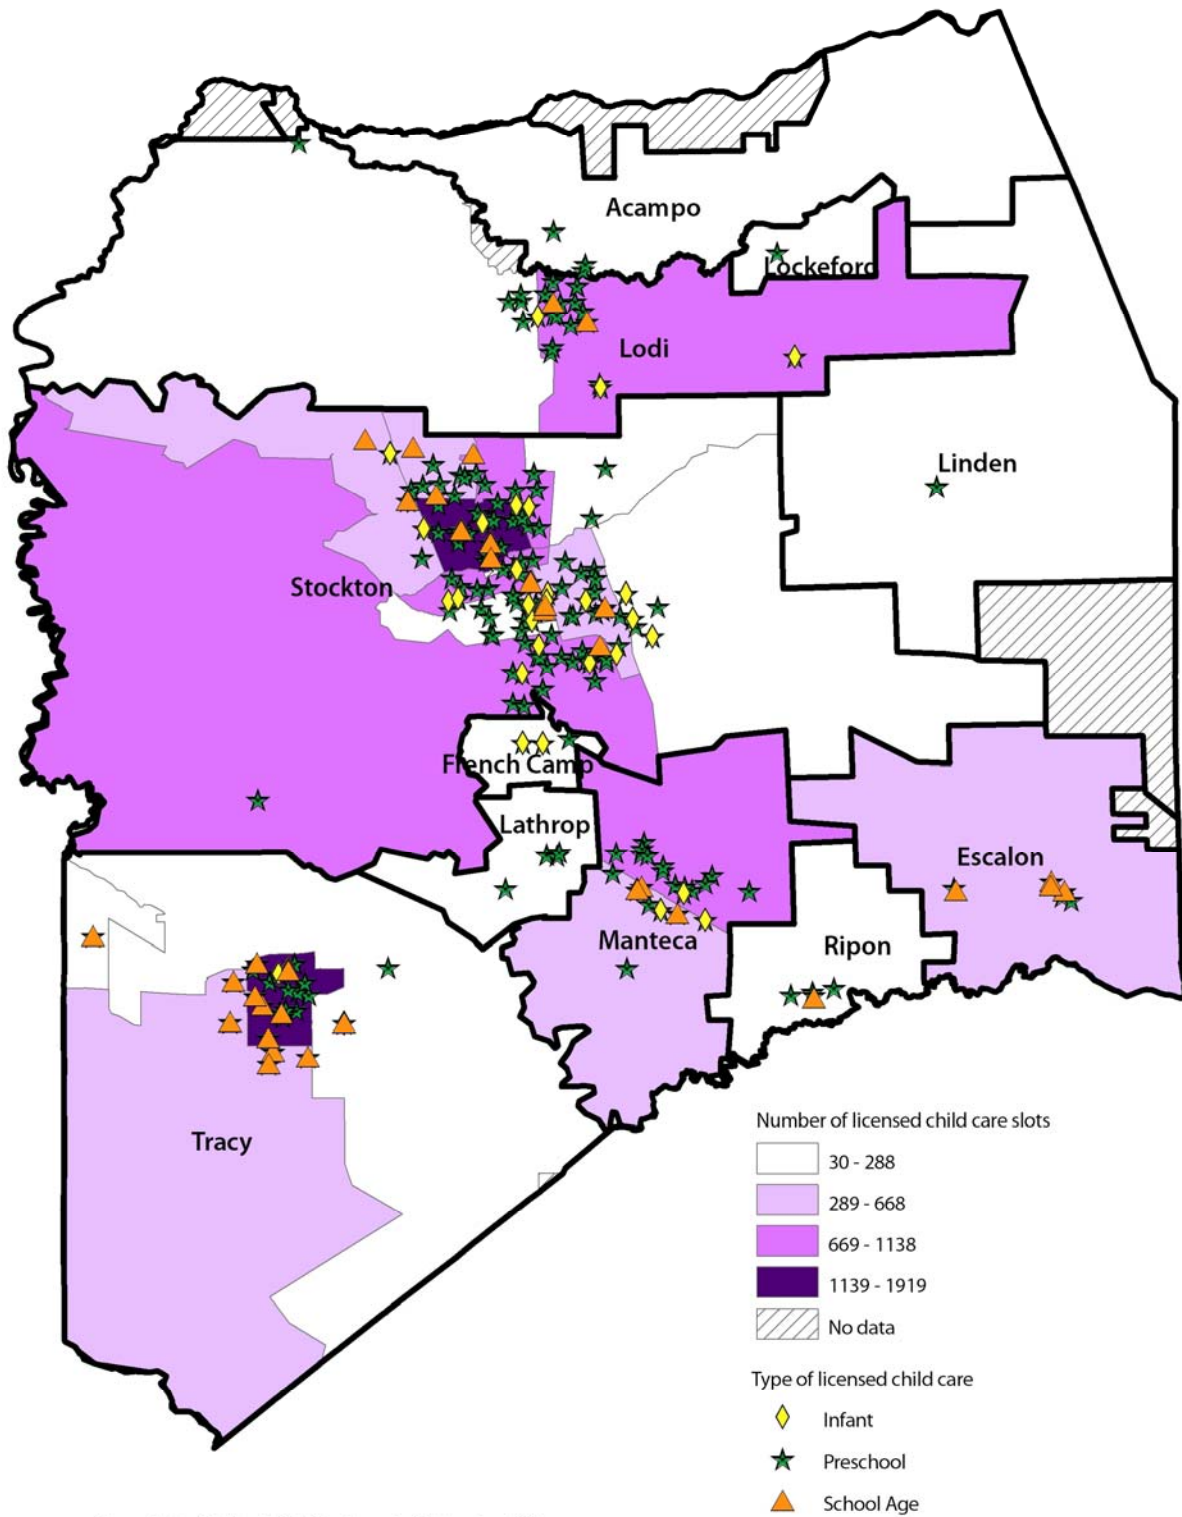 Acampo
Lockeford
Lodi
Linden
Stockton
French Camp
Lathrop
Escalon
Manteca
Ripon
Tracy
Number of licensed child care slots
30 - 288
289 - 668
669 - 1138
1139 - 1919
No data
Type of licensed child care
Infant
Preschool
School Age